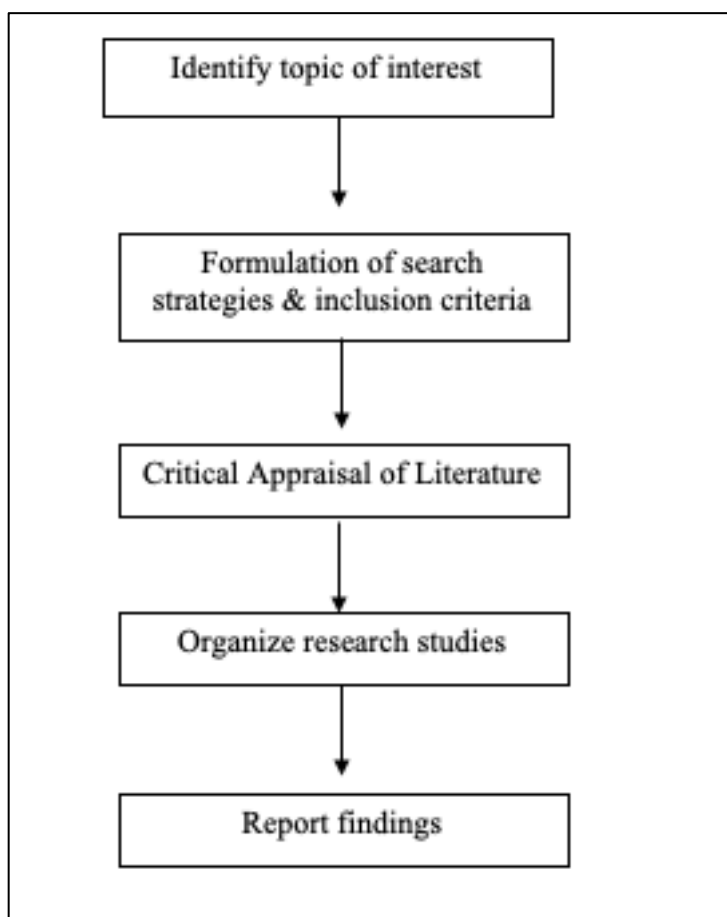 Identify topic of interest
Formulation of search
strategies & inclusion criteria
Critical Appraisal of Literature
Organize research studies
Report findings